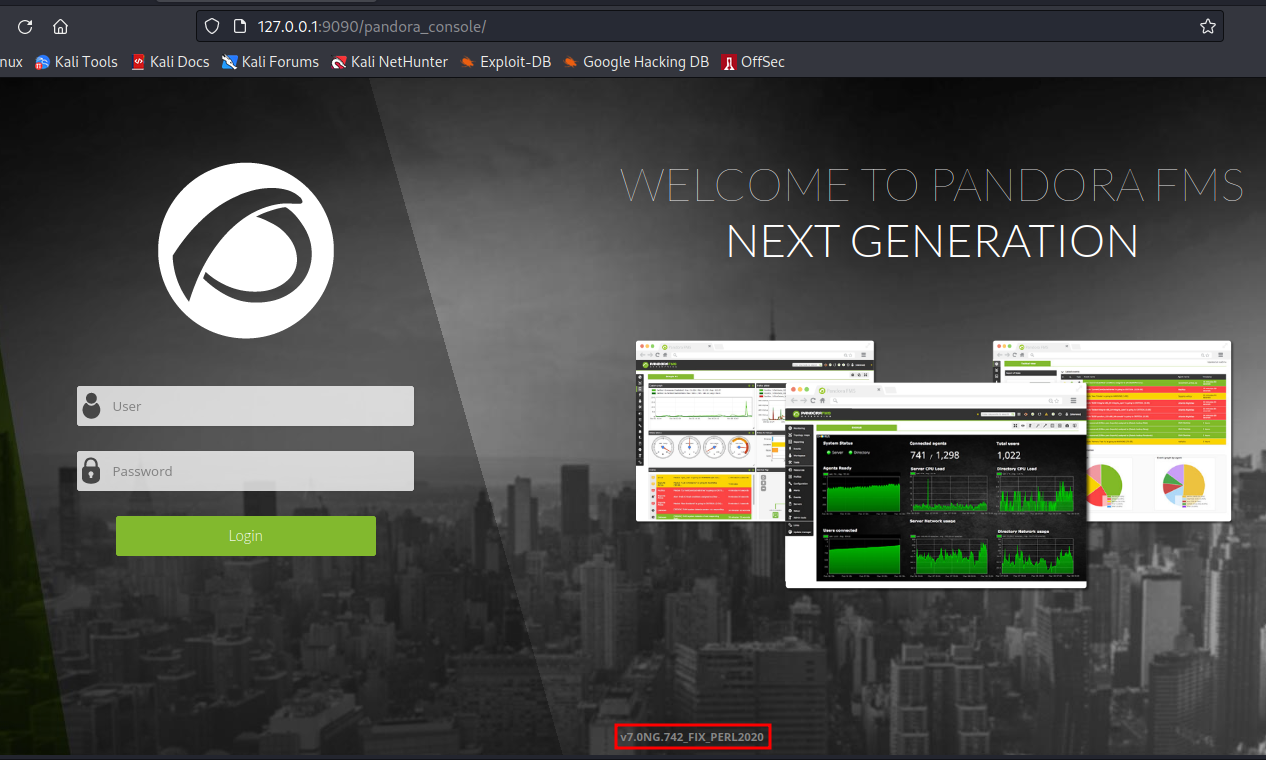 127.0.0.1:9090/pandora_console/
nux Kali Tools Kali Docs Kali Forums Kali NetHunter Exploit-DB Google Hacking DB OffSec
WELCOME TO PANDORA FMS
NEXT GENERATION
User
Password
Login
System Status
Server Directory
Connected agents
741 / 1,298
Total users
1,022
Agents Ready
Server CPU Load
Directory CPU Load
Users connected
Server Network usage
Directory Network usage
v7.0NG.742_FIX_PERL2020